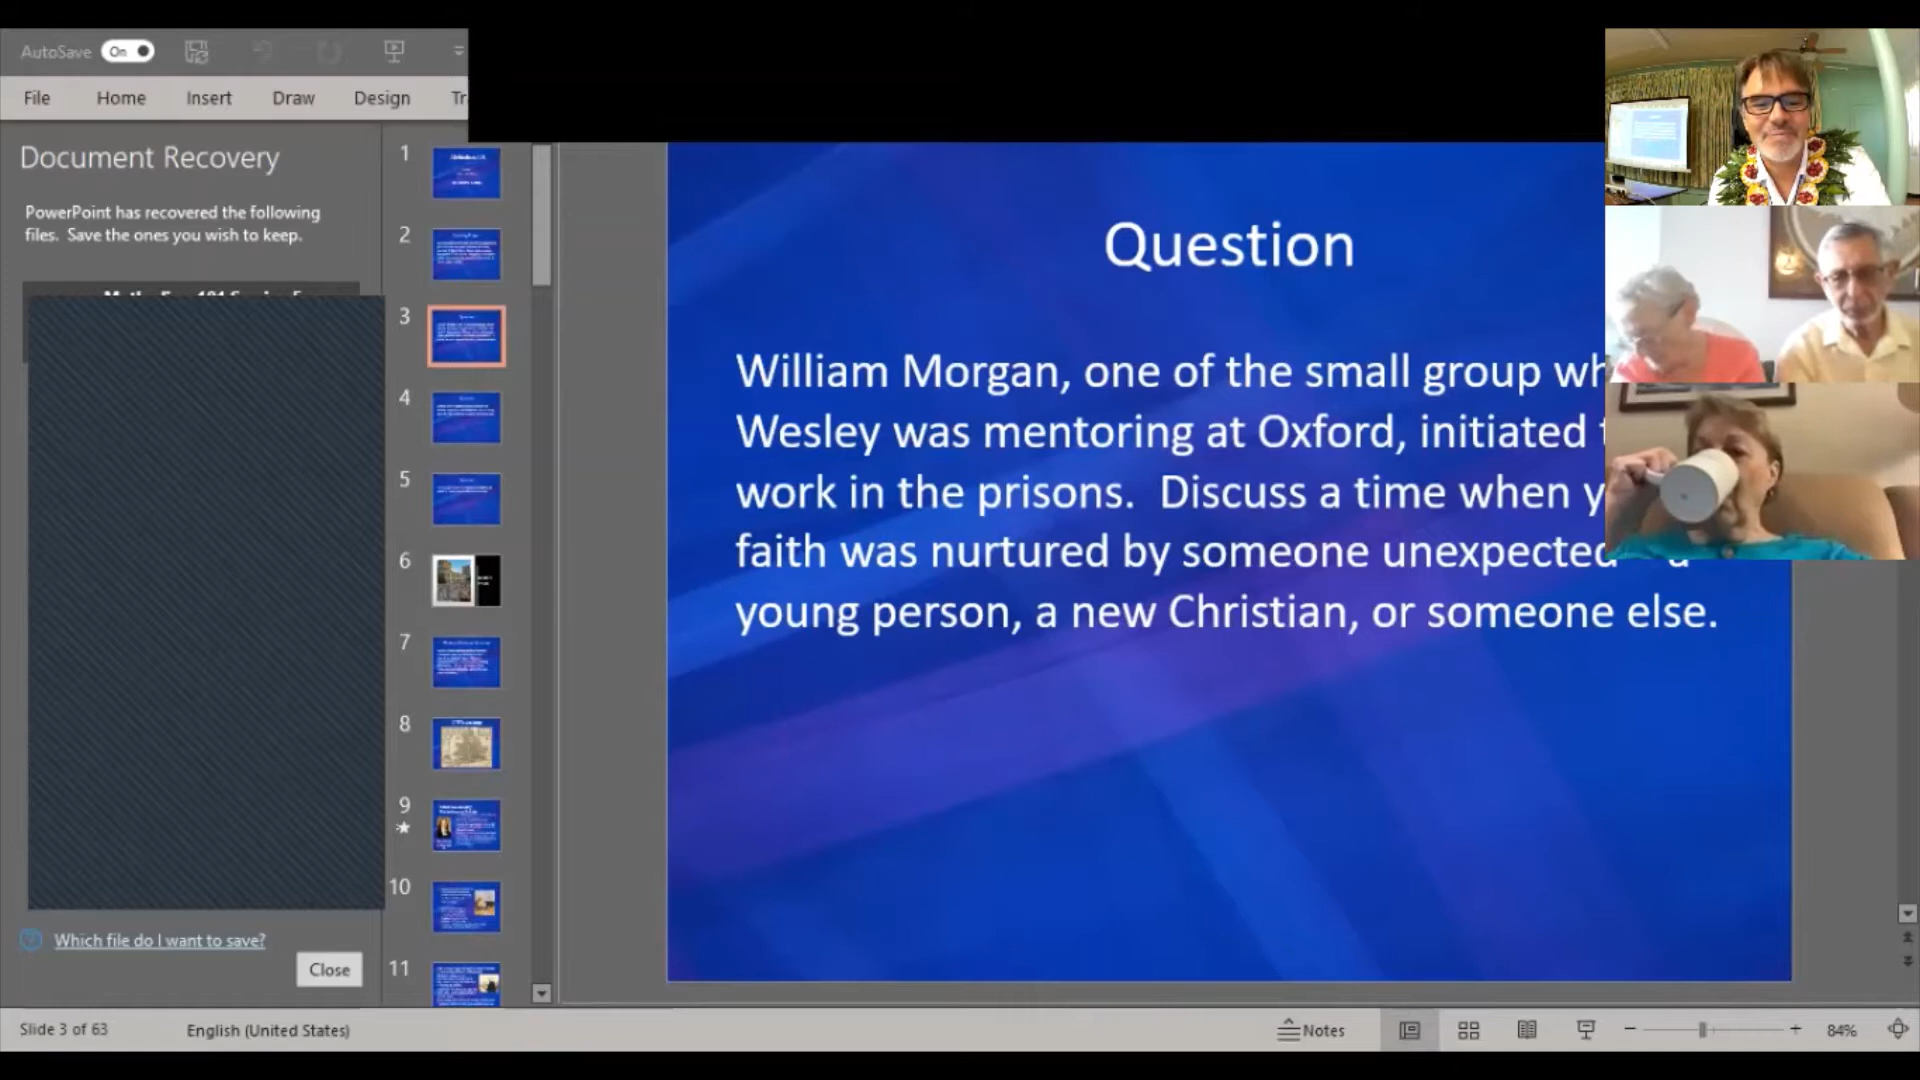 AutoSave On
File Home Insert Draw Design
Document Recovery
PowerPoint has recovered the following
files. Save the ones you wish to keep.
Which file do I want to save?
Close
1
2
3
4
5
6
7
8
9
10
11
Question
William Morgan, one of the small group wh
Wesley was mentoring at Oxford, initiated
work in the prisons. Discuss a time when y
faith was nurtured by someone unexpected – a
young person, a new Christian, or someone else.
Slide 3 of 63 English (United States) Notes 84%